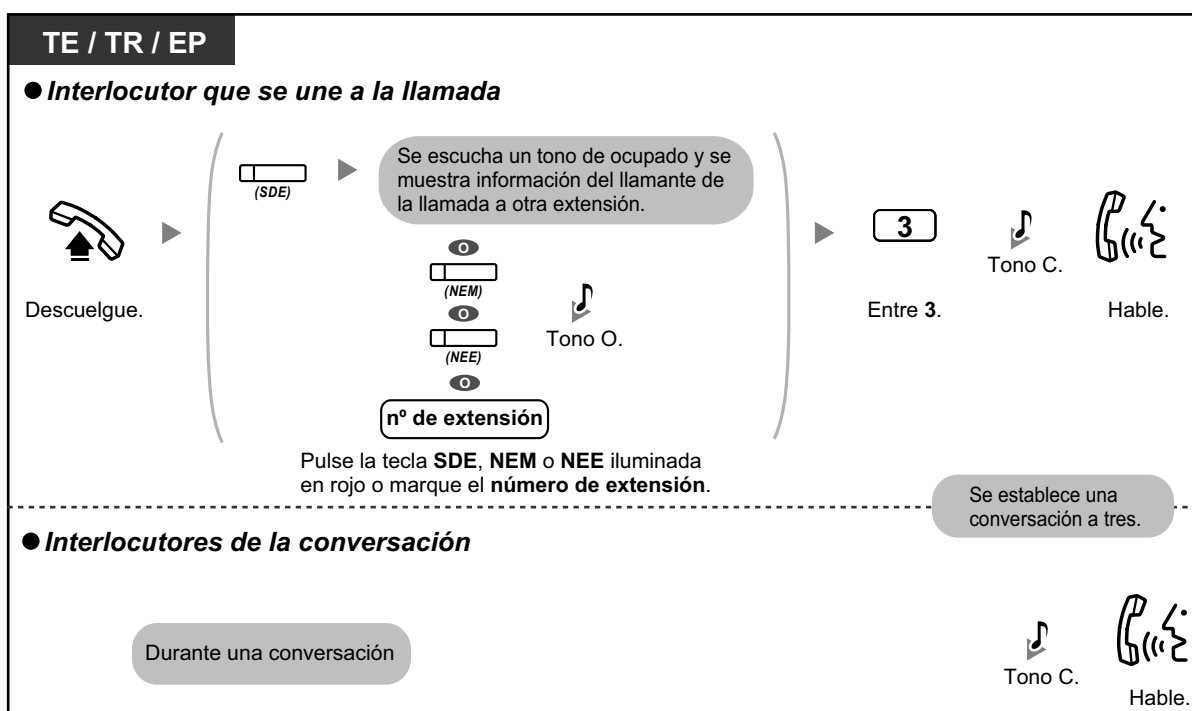 TE / TR / EP
● Interlocutor que se une a la llamada
(SDE)
Se escucha un tono de ocupado y se
muestra información del llamante de
la llamada a otra extensión.
O
(NEM)
O
(NEE)
O
nº de extensión
Tono O.
3
Tono C.
Descuelgue.
Entre 3.
Hable.
Pulse la tecla SDE, NEM o NEE iluminada
en rojo o marque el número de extensión.
Se establece una
conversación a tres.
● Interlocutores de la conversación
Durante una conversación
Tono C.
Hable.